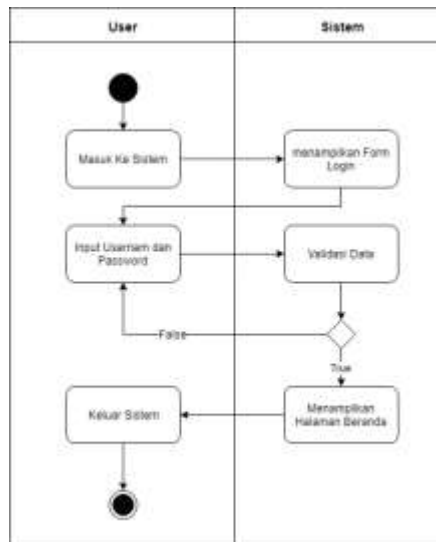 User
Sistem
Masuk Ke Sistem
menampilkan Form
Login
Input Usernam dan
Password
Validasi Data
False
True
Keluar Sistem
Menampilkan
Halaman Beranda